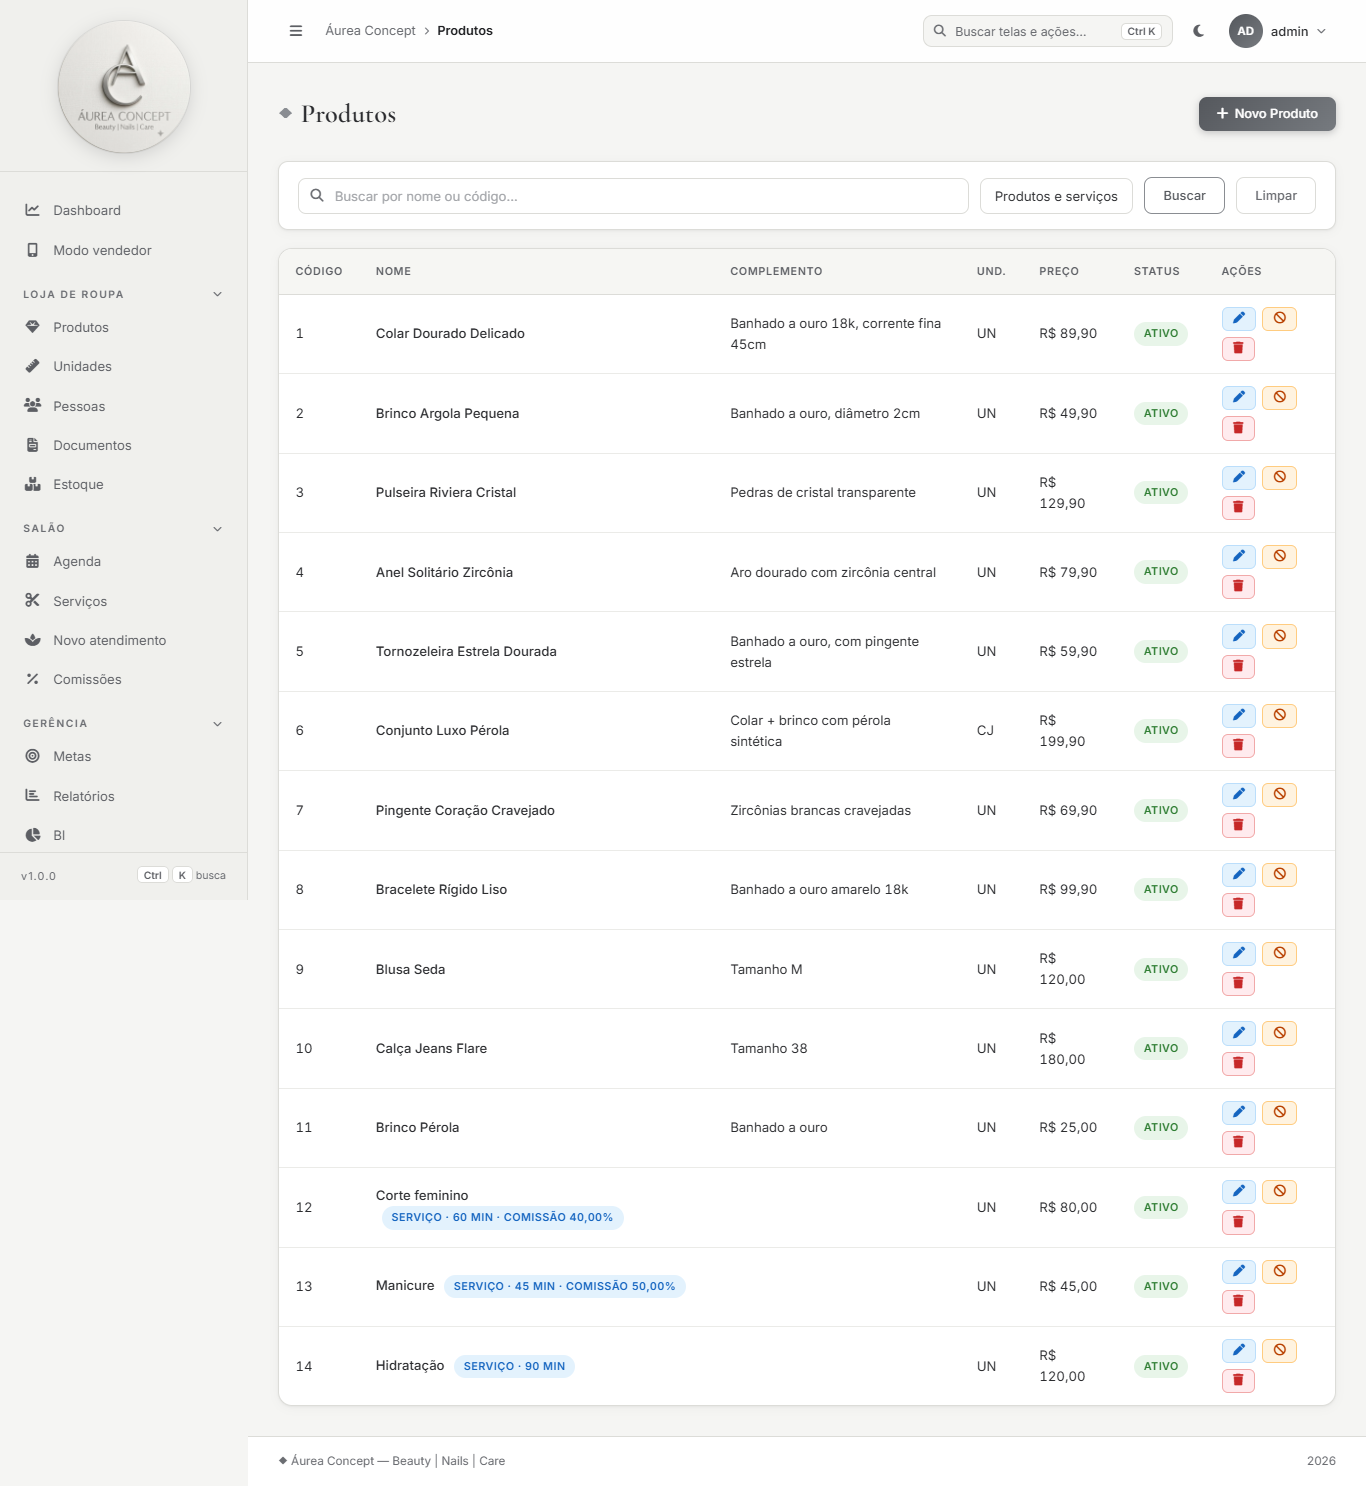 ÁUREA CONCEPT
Beauty | Nails | Care
Áurea Concept > Produtos
Buscar telas e ações...
Ctrl K
AD
admin
Dashboard
Modo vendedor
LOJA DE ROUPA
Produtos
Unidades
Pessoas
Documentos
Estoque
SALÃO
Agenda
Serviços
Novo atendimento
Comissões
GERÊNCIA
Metas
Relatórios
BI
v1.0.0
Ctrl K busca
Produtos
+ Novo Produto
Buscar por nome ou código...
Produtos e serviços
Buscar
Limpar
CÓDIGO NOME COMPLEMENTO UND. PREÇO STATUS AÇÕES
1 Colar Dourado Delicado Banhado a ouro 18k, corrente fina
45cm UN R$ 89,90 ATIVO
2 Brinco Argola Pequena Banhado a ouro, diâmetro 2cm UN R$ 49,90 ATIVO
3 Pulseira Riviera Cristal Pedras de cristal transparente UN R$
129,90 ATIVO
4 Anel Solitário Zircônia Aro dourado com zircônia central UN R$ 79,90 ATIVO
5 Tornozeleira Estrela Dourada Banhado a ouro, com pingente
estrela UN R$ 59,90 ATIVO
6 Conjunto Luxo Pérola Colar + brinco com pérola
sintética CJ R$
199,90 ATIVO
7 Pingente Coração Cravejado Zircônias brancas cravejadas UN R$ 69,90 ATIVO
8 Bracelete Rígido Liso Banhado a ouro amarelo 18k UN R$ 99,90 ATIVO
9 Blusa Seda Tamanho M UN R$
120,00 ATIVO
10 Calça Jeans Flare Tamanho 38 UN R$
180,00 ATIVO
11 Brinco Pérola Banhado a ouro UN R$ 25,00 ATIVO
12 Corte feminino
SERVIÇO · 60 MIN · COMISSÃO 40,00% UN R$ 80,00 ATIVO
13 Manicure SERVIÇO · 45 MIN · COMISSÃO 50,00% UN R$ 45,00 ATIVO
14 Hidratação SERVIÇO · 90 MIN UN R$
120,00 ATIVO
Áurea Concept — Beauty | Nails | Care
2026